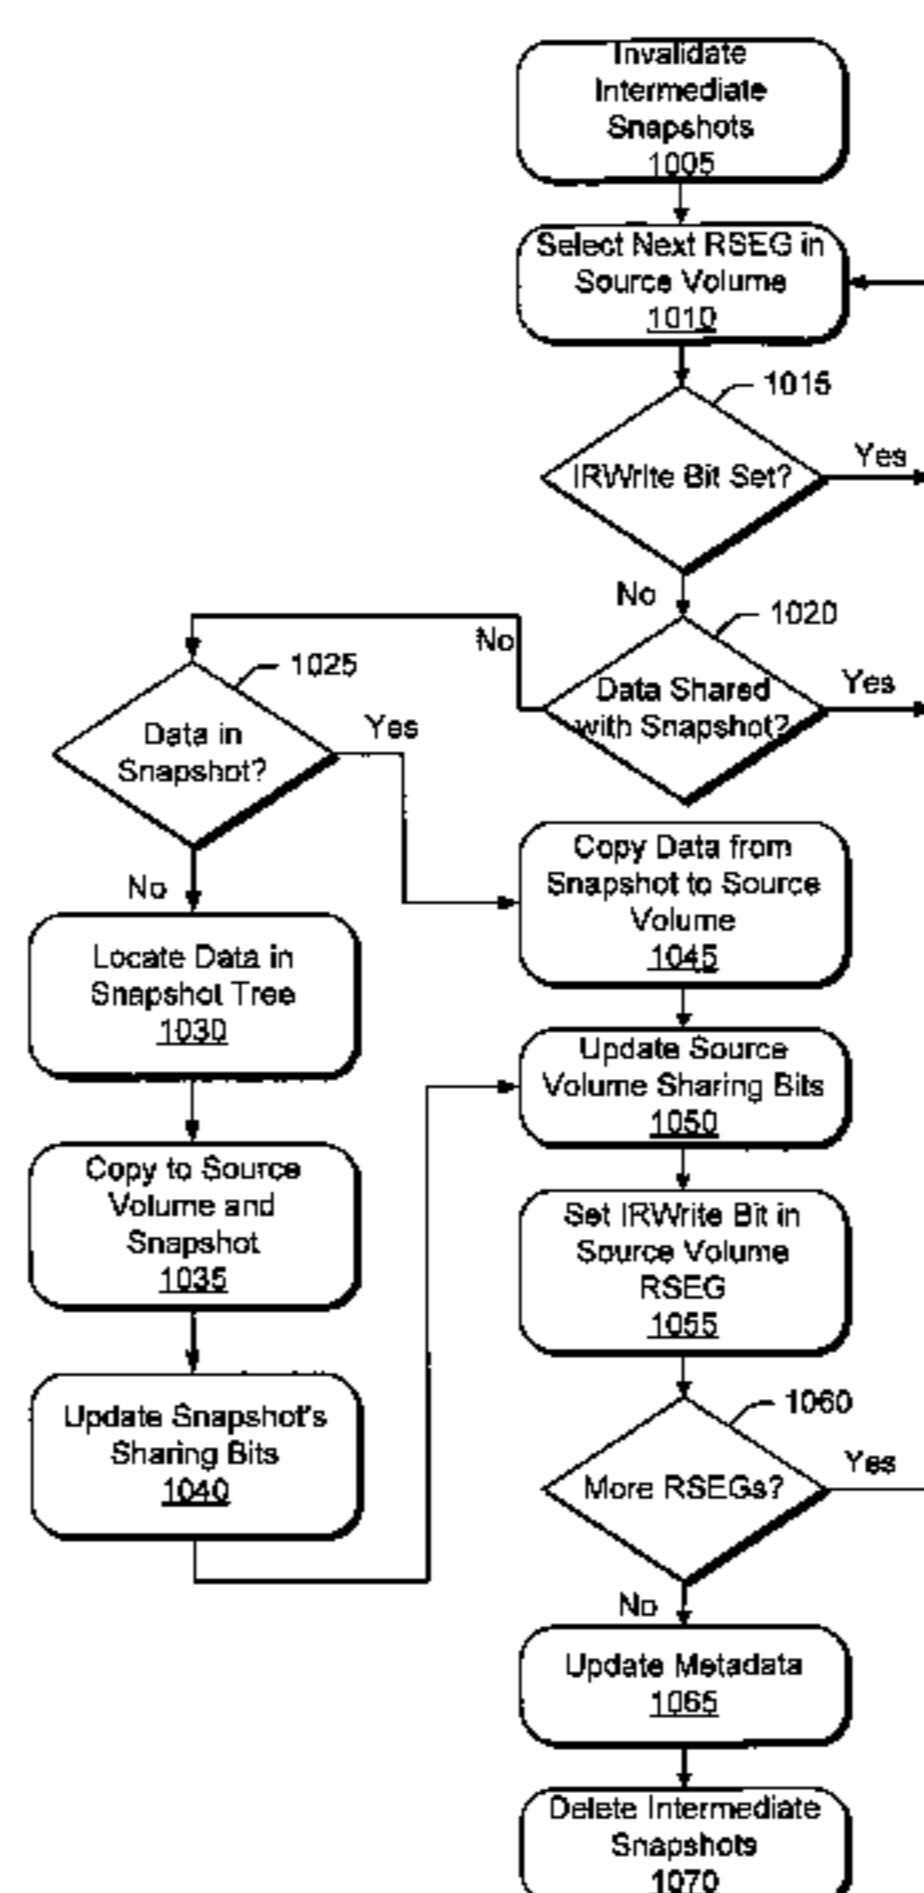 Invalidate
Intermediate
Snapshots
1005
Select Next RSEG in
Source Volume
1010
1015
IRWrite Bit Set?
Yes
No
1020
Data Shared
with Snapshot?
Yes
No
1025
Data in
Snapshot?
Yes
No
Locate Data in
Snapshot Tree
1030
Copy to Source
Volume and
Snapshot
1035
Update Snapshot's
Sharing Bits
1040
Copy Data from
Snapshot to Source
Volume
1045
Update Source
Volume Sharing Bits
1050
Set IRWrite Bit in
Source Volume
RSEG
1055
1060
More RSEGs?
Yes
No
Update Metadata
1065
Delete Intermediate
Snapshots
1070